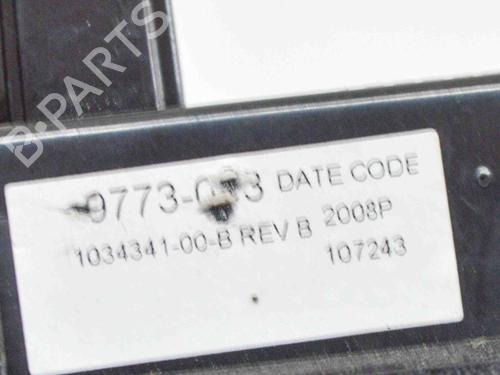 B-PARTS
DATE CODE
1034341-00-B REV B 2008P
107243